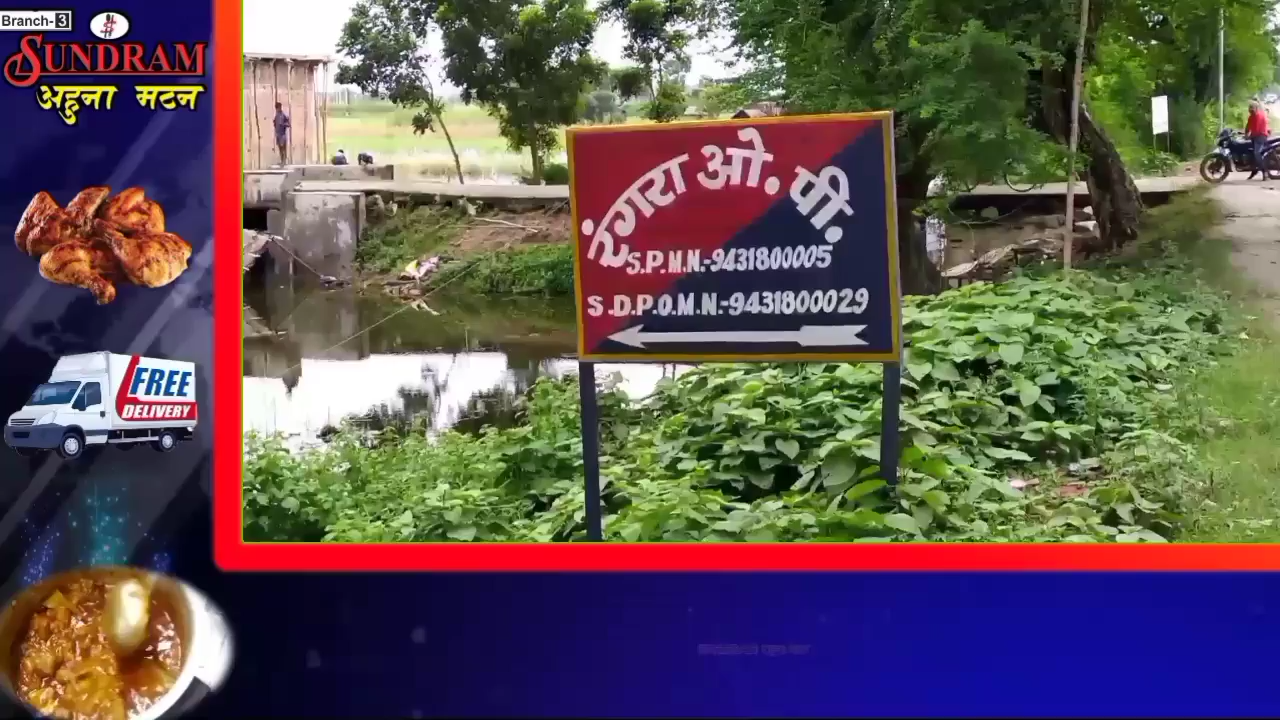 Branch-3
SUNDRAM
अहुना मटन
FREE
DELIVERY
रंगरा ओ. पी.
S.P.M.N.-9431800005
S.D.P.O.M.N.-9431800029